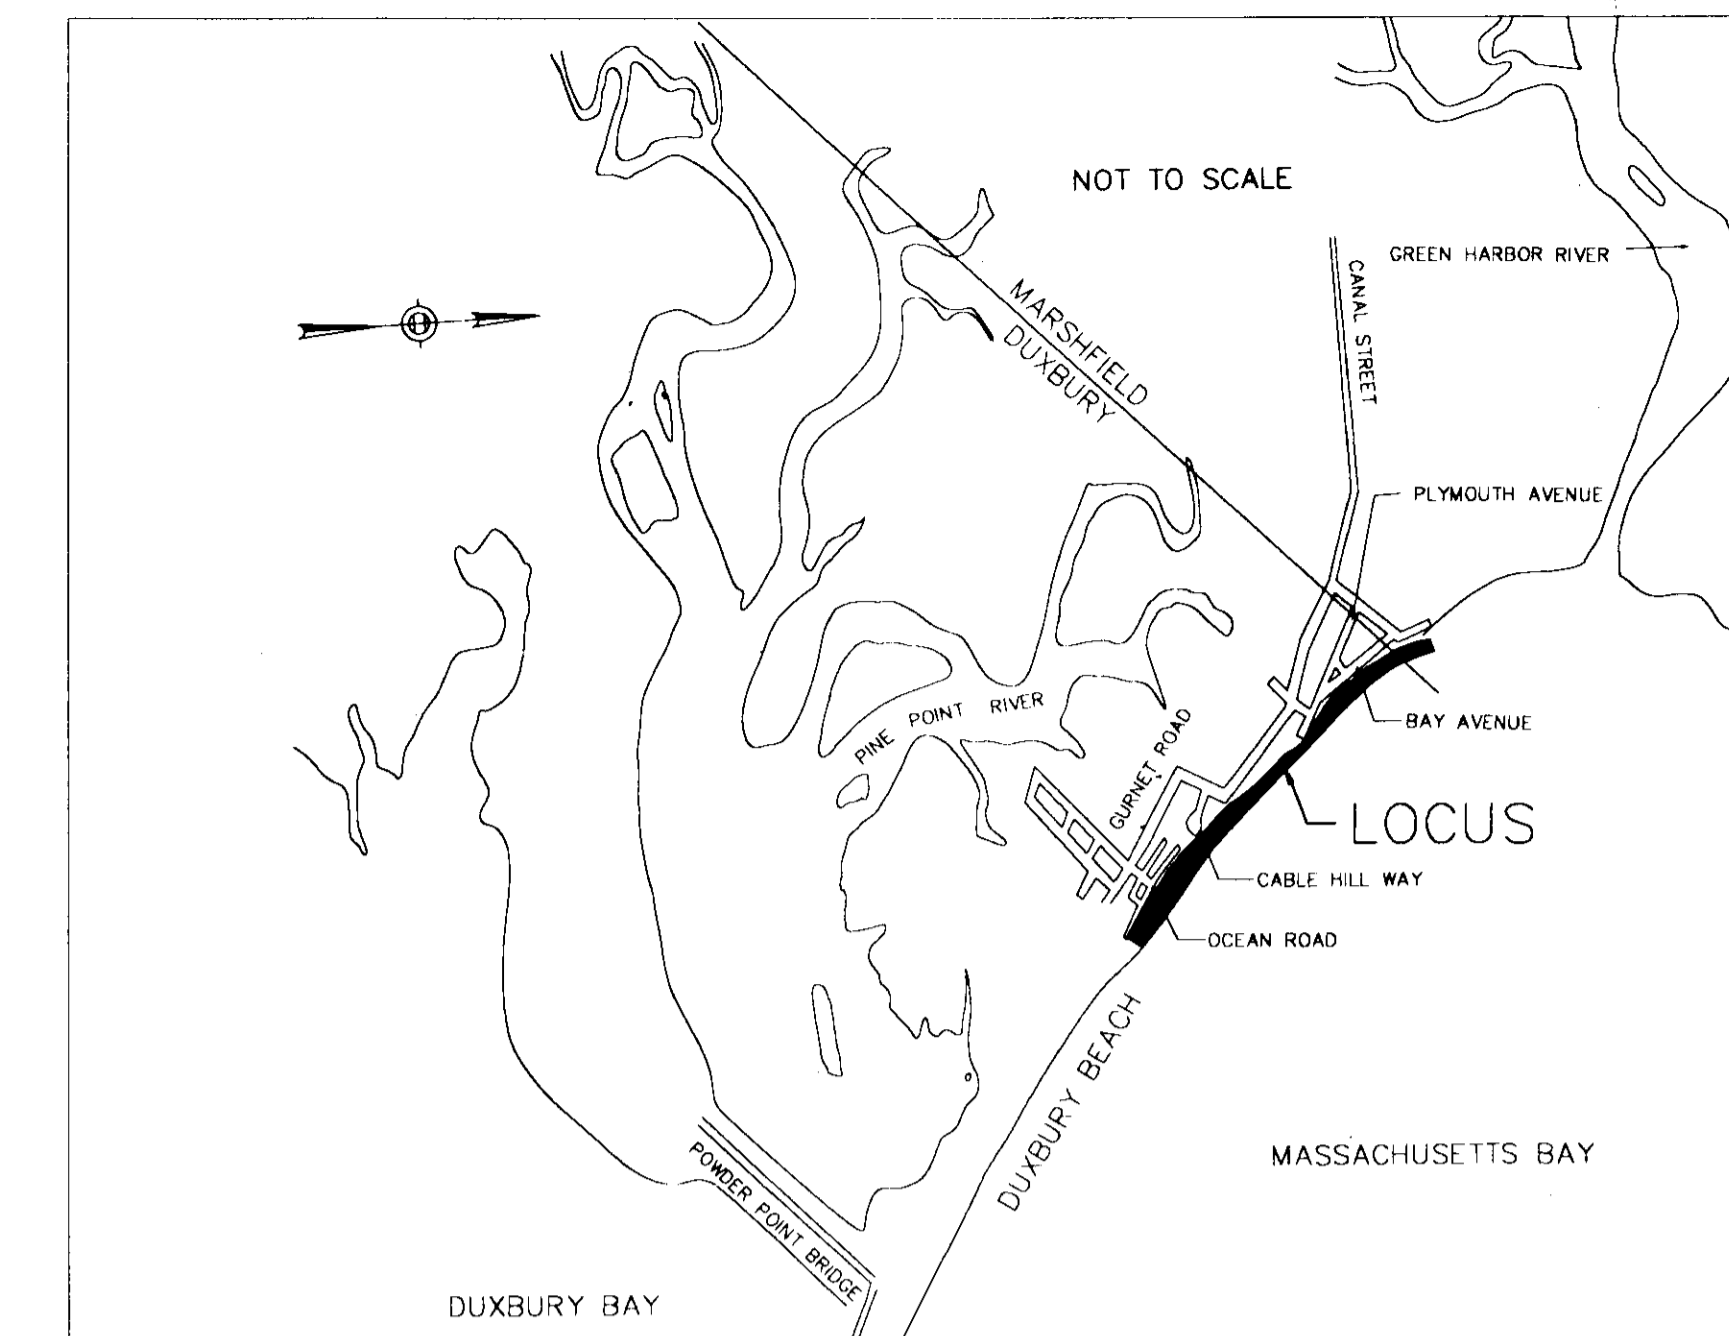 NOT TO SCALE
GREEN HARBOR RIVER
CANAL STREET
MARSHFIELD
DUXBURY
PLYMOUTH AVENUE
PINE POINT RIVER
GURNET ROAD
BAY AVENUE
LOCUS
CABLE HILL WAY
OCEAN ROAD
DUXBURY BEACH
MASSACHUSETTS BAY
POWDER POINT BRIDGE
DUXBURY BAY